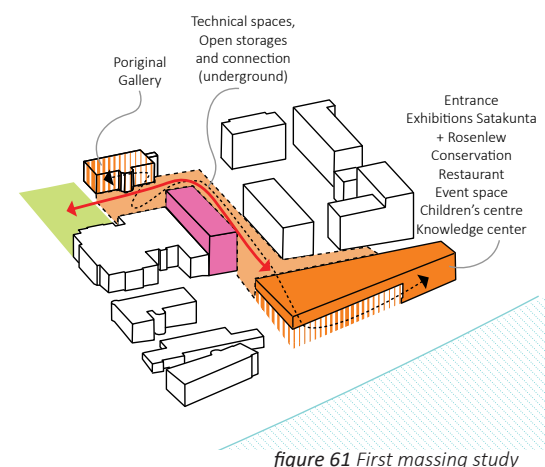 Technical spaces,
Open storages
and connection
(underground)
Poriginal
Gallery
Entrance
Exhibitions Satakunta
+ Rosenlew
Conservation
Restaurant
Event space
Children's centre
Knowledge center
figure 61 First massing study